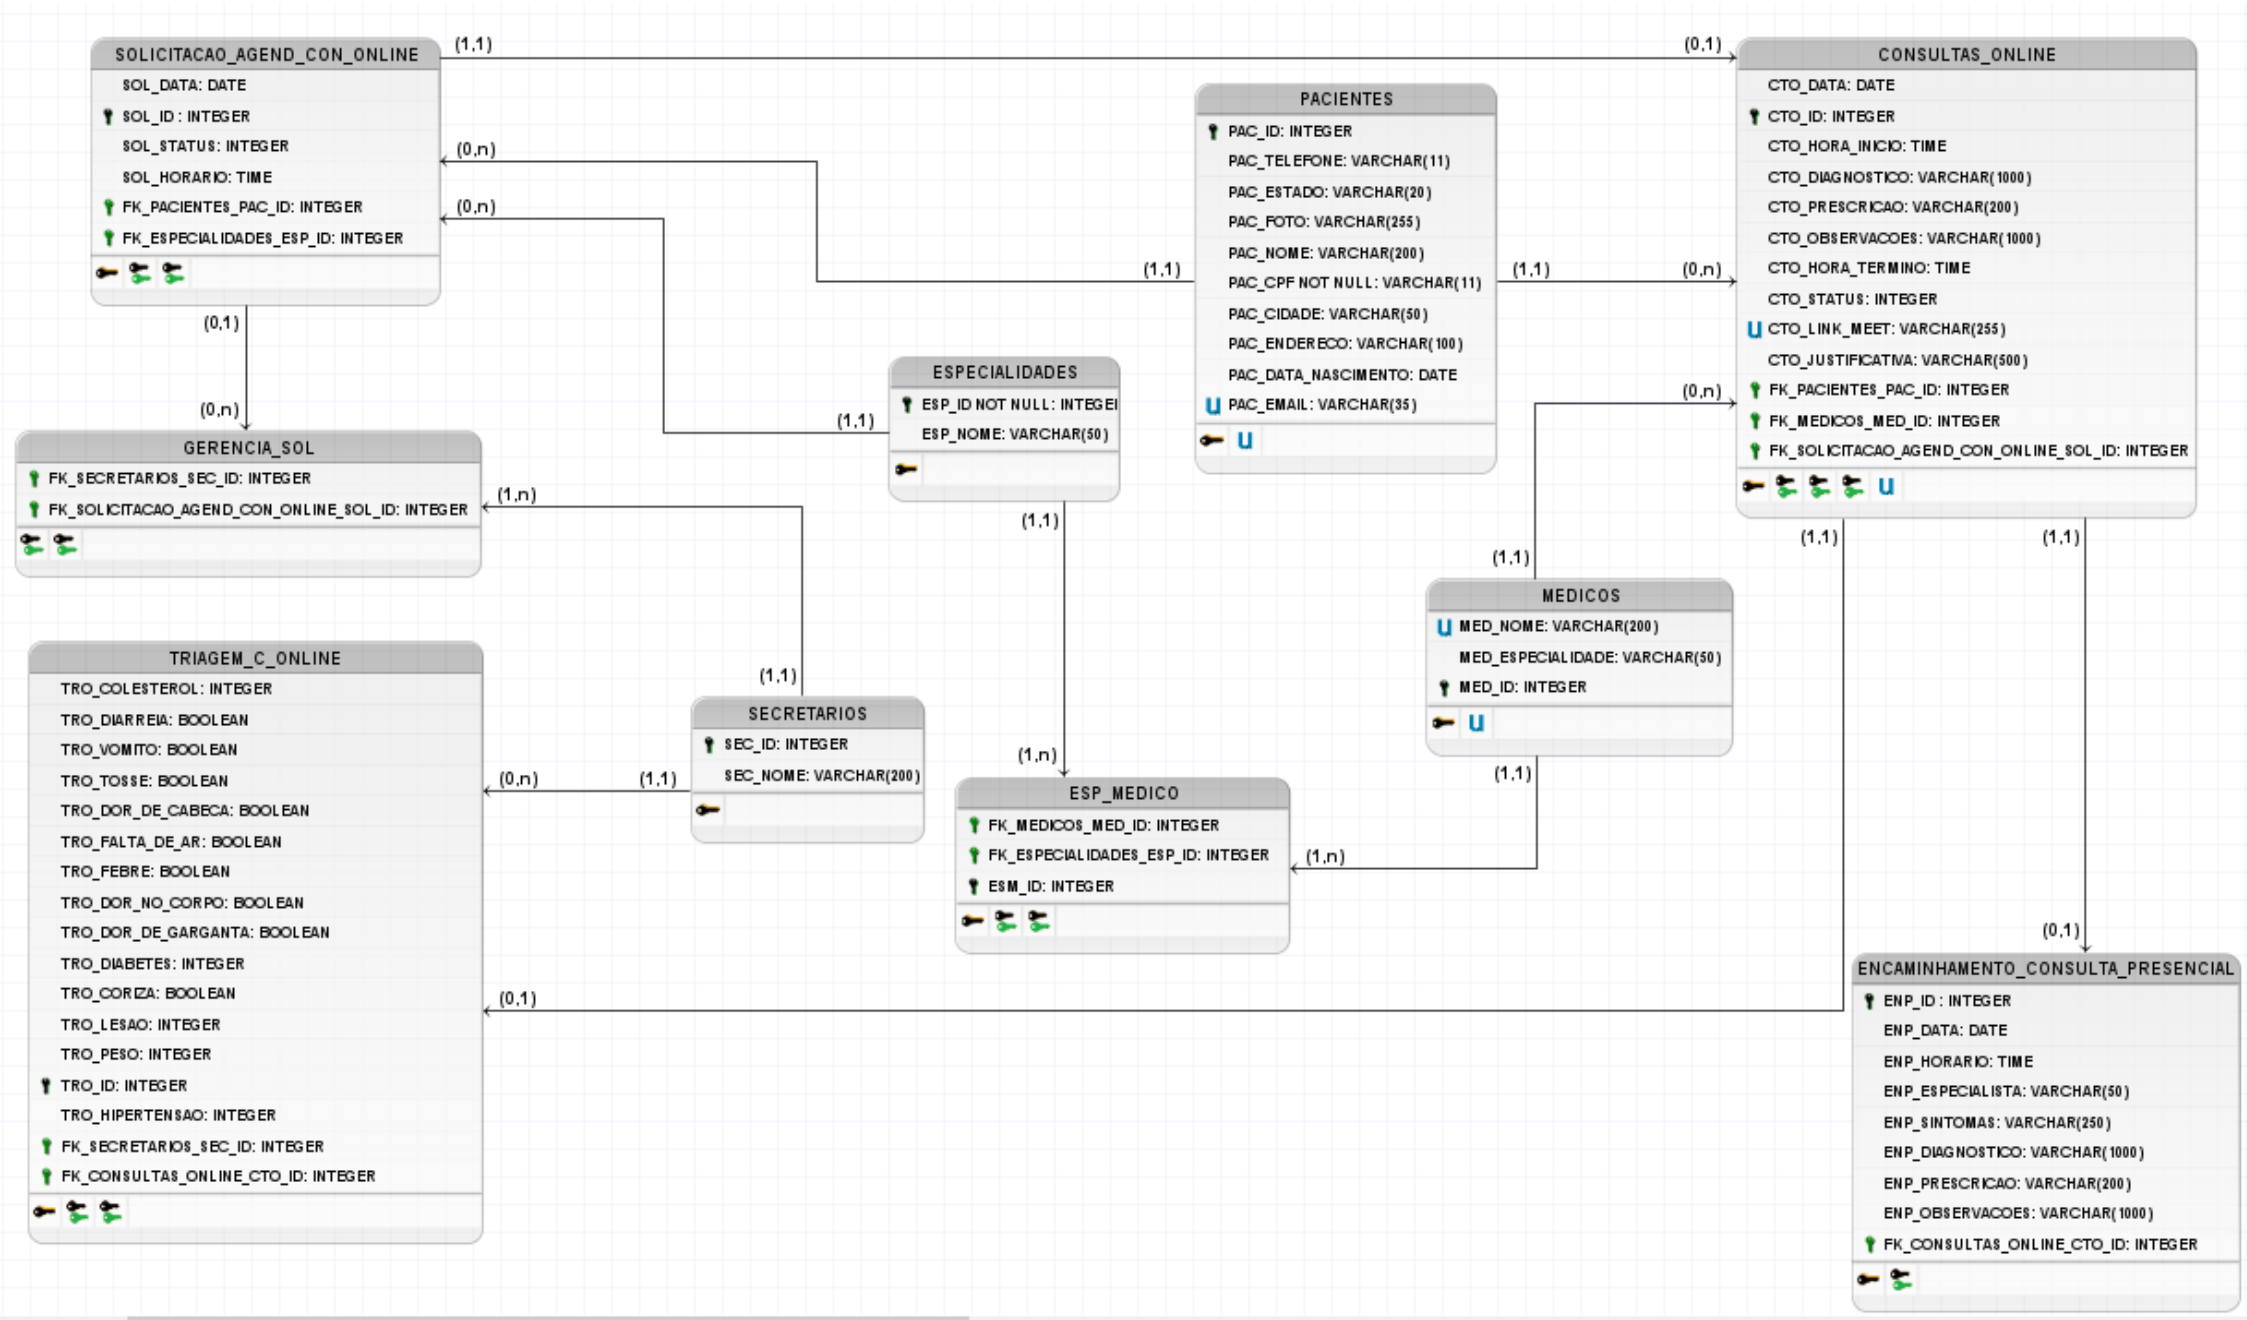 SOLICITACAO_AGEND_CON_ONLINE
SOL_DATA: DATE
SOL_ID : INTEGER
SOL_STATUS: INTEGER
SOL_HORARIO: TIME
FK_PACIENTES_PAC_ID: INTEGER
FK_ESPECIALIDADES_ESP_ID: INTEGER
(1,1)
(0,1)
(0,n)
(0,n)
(0,1)
(0,n)
GERENCIA_SOL
FK_SECRETARIOS_SEC_ID: INTEGER
FK_SOLICITACAO_AGEND_CON_ONLINE_SOL_ID: INTEGER
(1,n)
PACIENTES
PAC_ID: INTEGER
PAC_TELEFONE: VARCHAR(11)
PAC_ESTADO: VARCHAR(20)
PAC_FOTO: VARCHAR(255)
PAC_NOME: VARCHAR(200)
PAC_CPF NOT NULL: VARCHAR(11)
PAC_CIDADE: VARCHAR(50)
PAC_ENDERECO: VARCHAR(100)
PAC_DATA_NASCIMENTO: DATE
U PAC_EMAIL: VARCHAR(35)
U
(1,1)
(1,1)
(0,n)
CONSULTAS_ONLINE
CTO_DATA: DATE
CTO_ID: INTEGER
CTO_HORA_INICIO: TIME
CTO_DIAGNOSTICO: VARCHAR(1000)
CTO_PRESCRICAO: VARCHAR(200)
CTO_OBSERVACOES: VARCHAR(1000)
CTO_HORA_TERMINO: TIME
CTO_STATUS: INTEGER
U CTO_LINK_MEET: VARCHAR(255)
CTO_JUSTIFICATIVA: VARCHAR(500)
FK_PACIENTES_PAC_ID: INTEGER
FK_MEDICOS_MED_ID: INTEGER
FK_SOLICITACAO_AGEND_CON_ONLINE_SOL_ID: INTEGER
U
(0,n)
(1,1)
(1,1)
ESPECIALIDADES
ESP_ID NOT NULL: INTEGEI
ESP_NOME: VARCHAR(50)
(1,1)
(1,1)
(1,n)
(1,1)
MEDICOS
U MED_NOME: VARCHAR(200)
MED_ESPECIALIDADE: VARCHAR(50)
MED_ID: INTEGER
U
(1,1)
(1,n)
TRIAGEM_C_ONLINE
TRO_COLESTEROL: INTEGER
TRO_DIARREIA: BOOLEAN
TRO_VOMITO: BOOLEAN
TRO_TOSSE: BOOLEAN
TRO_DOR_DE_CABECA: BOOLEAN
TRO_FALTA_DE_AR: BOOLEAN
TRO_FEBRE: BOOLEAN
TRO_DOR_NO_CORPO: BOOLEAN
TRO_DOR_DE_GARGANTA: BOOLEAN
TRO_DIABETES: INTEGER
TRO_CORIZA: BOOLEAN
TRO_LESAO: INTEGER
TRO_PESO: INTEGER
TRO_ID: INTEGER
TRO_HIPERTENSAO: INTEGER
FK_SECRETARIOS_SEC_ID: INTEGER
FK_CONSULTAS_ONLINE_CTO_ID: INTEGER
(0,n)
(1,1)
(0,1)
(1,1)
SECRETARIOS
SEC_ID: INTEGER
SEC_NOME: VARCHAR(200)
ESP_MEDICO
FK_MEDICOS_MED_ID: INTEGER
FK_ESPECIALIDADES_ESP_ID: INTEGER
ESM_ID: INTEGER
(0,1)
ENCAMINHAMENTO_CONSULTA_PRESENCIAL
ENP_ID : INTEGER
ENP_DATA: DATE
ENP_HORARIO: TIME
ENP_ESPECIALISTA: VARCHAR(50)
ENP_SINTOMAS: VARCHAR(250)
ENP_DIAGNOSTICO: VARCHAR(1000)
ENP_PRESCRICAO: VARCHAR(200)
ENP_OBSERVACOES: VARCHAR(1000)
FK_CONSULTAS_ONLINE_CTO_ID: INTEGER